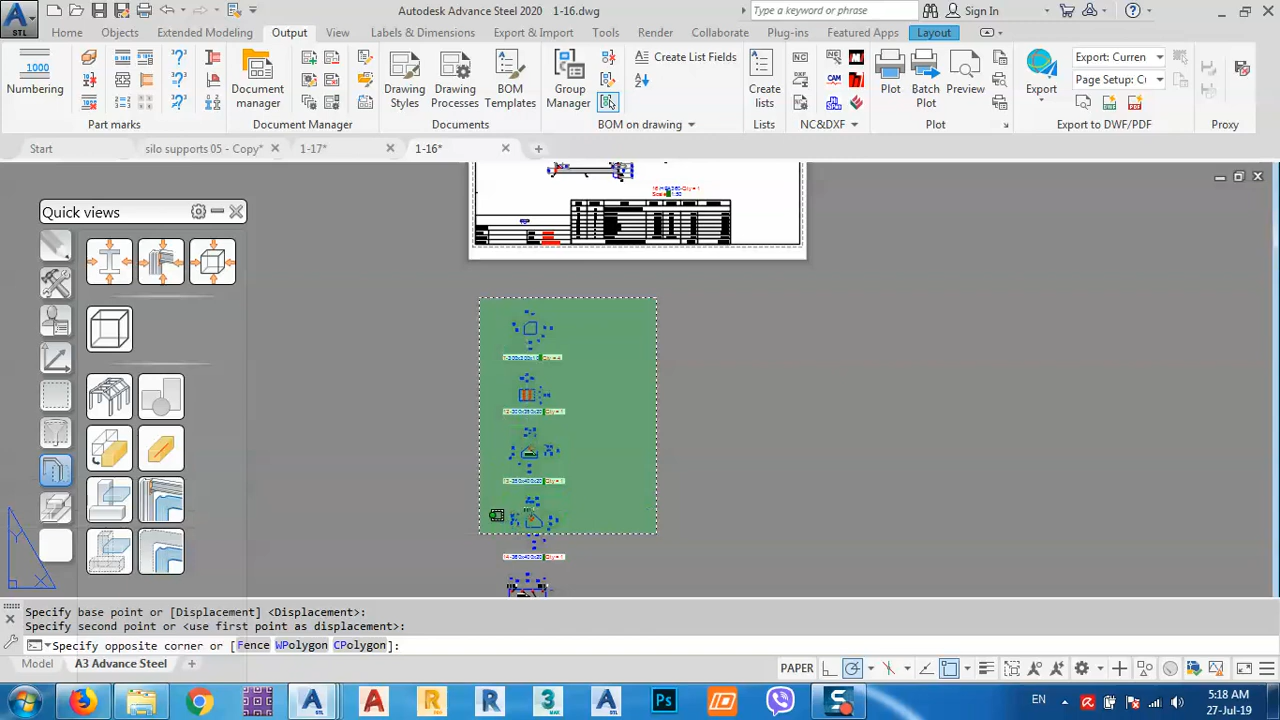 Autodesk Advance Steel 2020 1-16.dwg
Type a keyword or phrase
Sign In
STL
Home Objects Extended Modeling Output View Labels & Dimensions Export & Import Tools Render Collaborate Plug-ins Featured Apps Layout
1000
Numbering
Part marks
Document manager
Document Manager
Drawing Styles
Drawing Processes
BOM Templates
Documents
Group Manager
Create List Fields
BOM on drawing
Create lists
Lists
NC
DXF
CAM
NC&DXF
Plot
Batch Plot
Preview
Plot
Export
Export: Curren
Page Setup: C
Export to DWF/PDF
Proxy
Start silo supports 05 - Copy* 1-17* 1-16*
Quick views
Specify base point or [Displacement] <Displacement>:
Specify second point or <use first point as displacement>:
Specify opposite corner or [Fence WPolygon CPolygon]:
Model A3 Advance Steel
PAPER
EN
5:18 AM
27-Jul-19